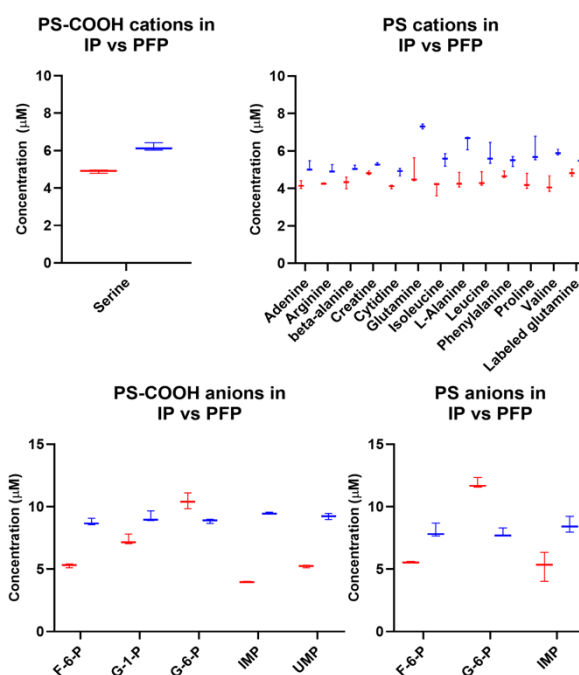 PS-COOH cations in
IP vs PFP
Concentration (μM)
10
8
6
4
2
0
Serine
PS cations in
IP vs PFP
Concentration (μM)
10
8
6
4
2
0
Adenine
Arginine
beta-alanine
Creatine
Cytidine
Glutamine
Isoleucine
L-Alanine
Leucine
Phenylalanine
Proline
Valine
Labeled glutamine
PS-COOH anions in
IP vs PFP
Concentration (μM)
15
10
5
0
F-6-P
G-1-P
G-6-P
IMP
UMP
PS anions in
IP vs PFP
Concentration (μM)
15
10
5
0
F-6-P
G-6-P
IMP